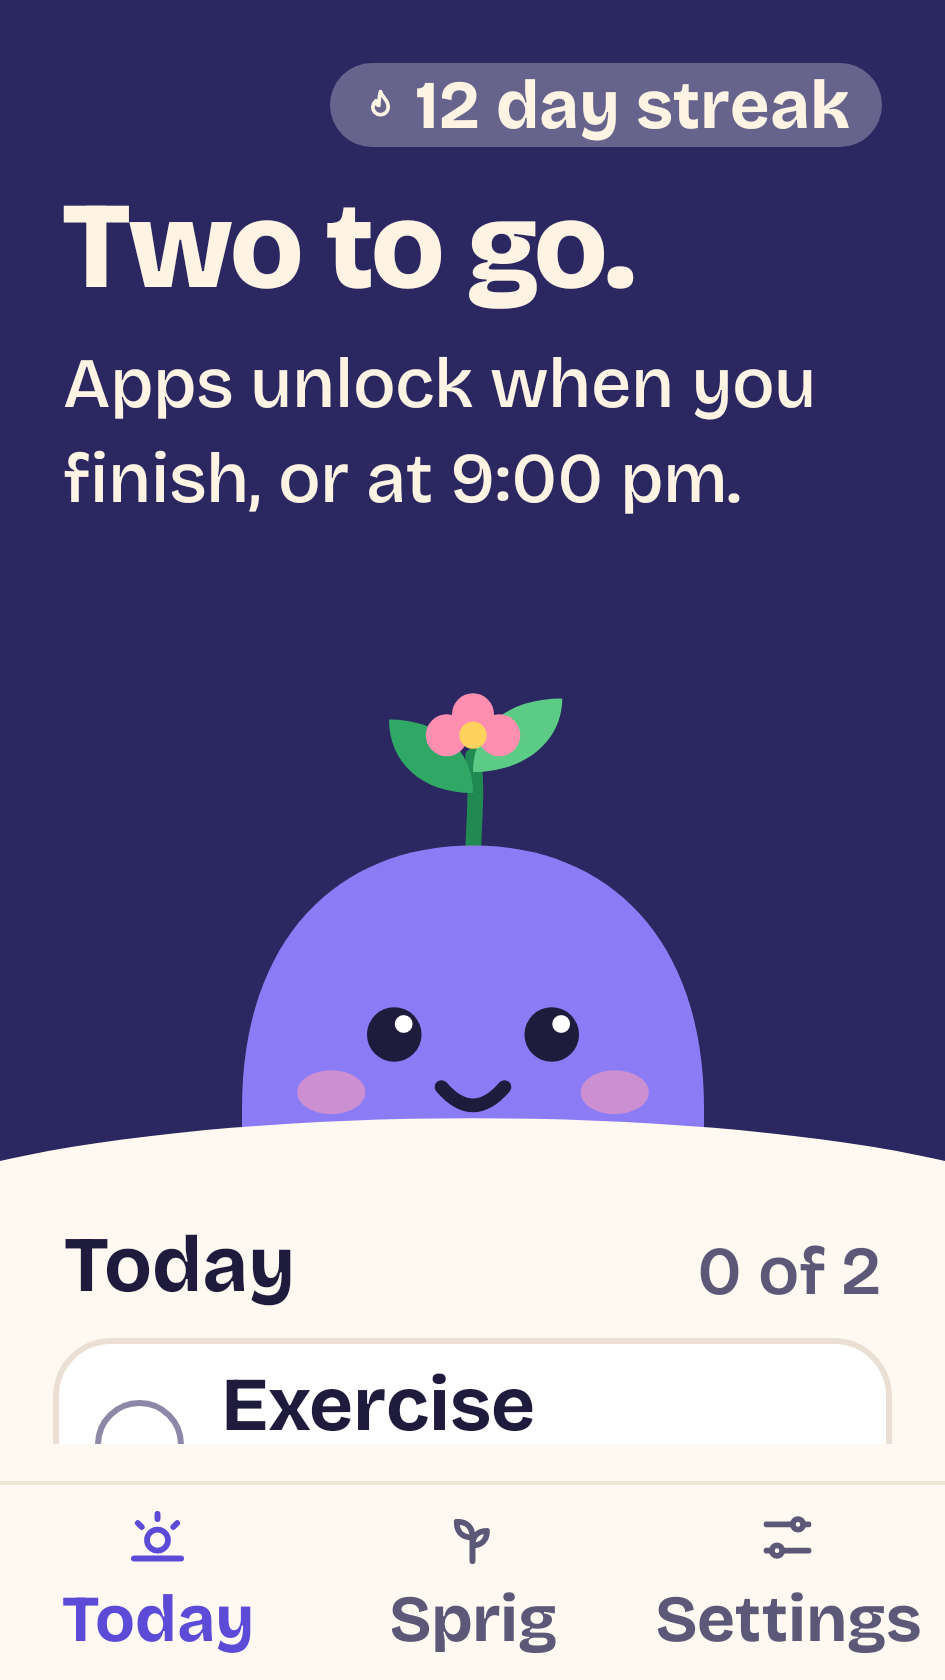 12 day streak
Two to go.
Apps unlock when you
finish, or at 9:00 pm.
Today
0 of 2
Exercise
Today
Sprig
Settings